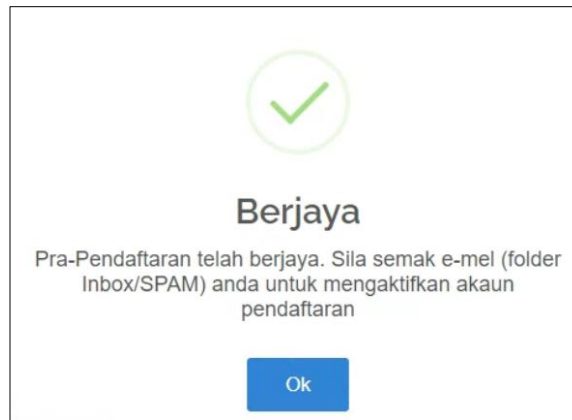 Berjaya
Pra-Pendaftaran telah berjaya. Sila semak e-mel (folder
Inbox/SPAM) anda untuk mengaktifkan akaun
pendaftaran
Ok